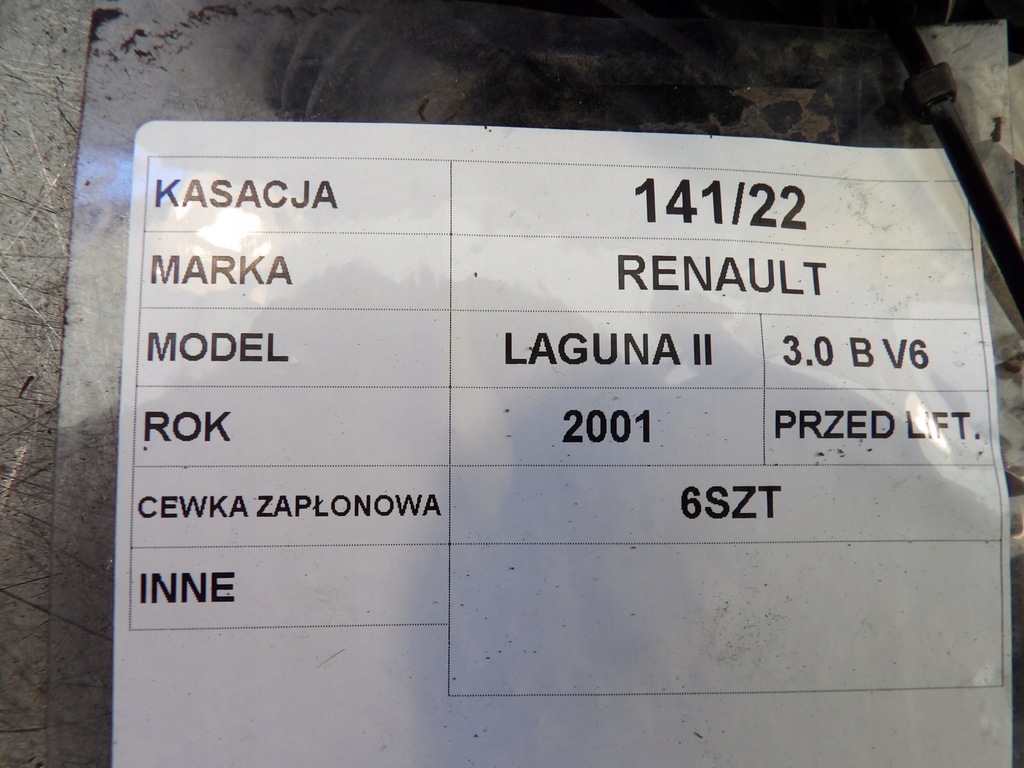 KASACJA 141/22
MARKA RENAULT
MODEL LAGUNA II 3.0 B V6
ROK 2001 PRZED LIFT.
CEWKA ZAPŁONOWA 6SZT
INNE